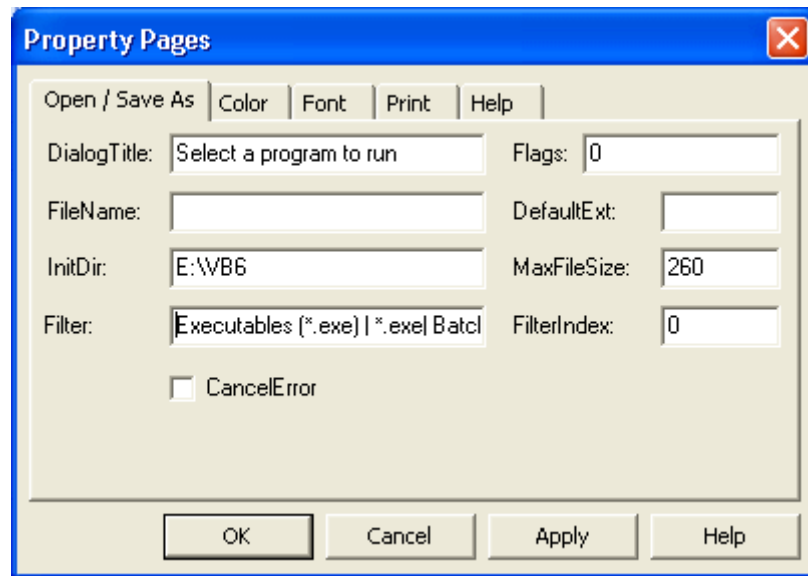 Property Pages
Open / Save As Color Font Print Help
DialogTitle: Select a program to run Flags: 0
FileName: DefaultExt:
InitDir: E:\VB6 MaxFileSize: 260
Filter: Executables (*.exe) | *.exe| Batcl FilterIndex: 0
CancelError
OK Cancel Apply Help